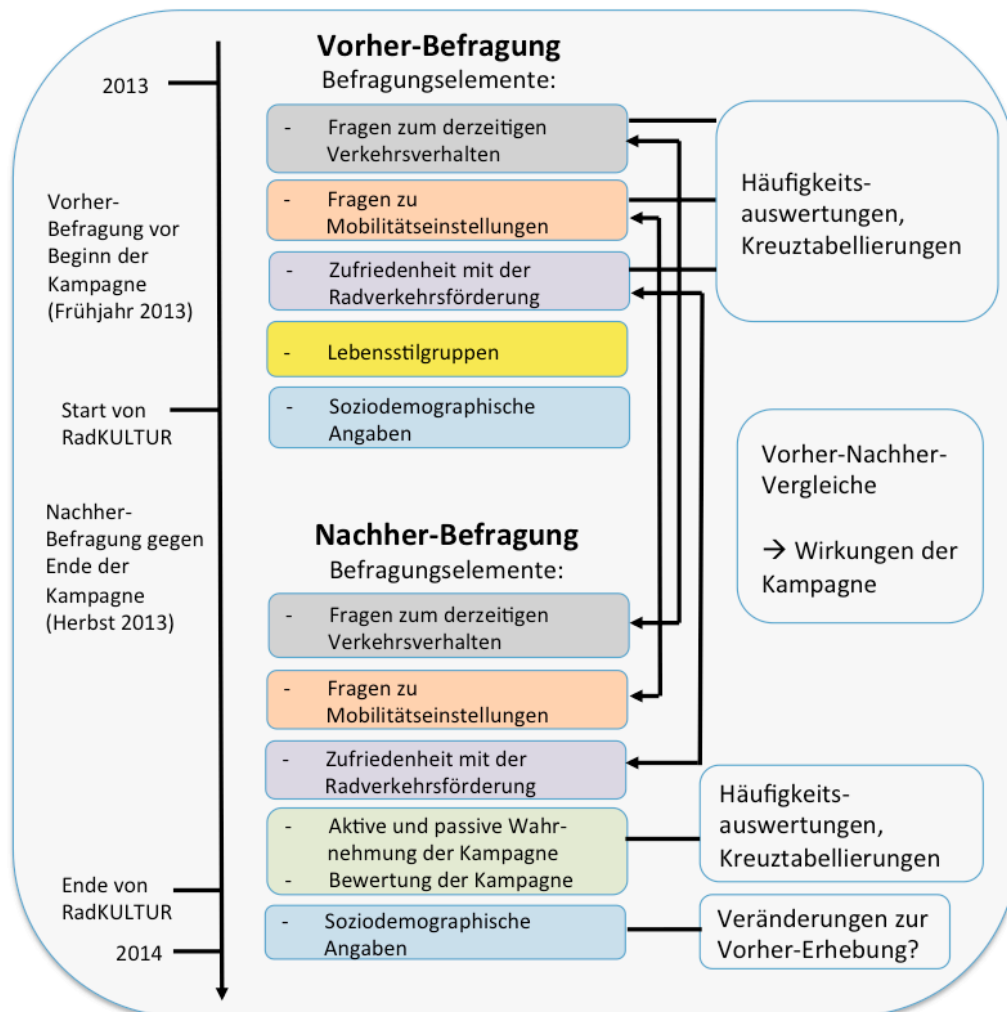 2013
Vorher-
Befragung vor
Beginn der
Kampagne
(Frühjahr 2013)
Start von
RadKULTUR
Nachher-
Befragung gegen
Ende der
Kampagne
(Herbst 2013)
Ende von
RadKULTUR
2014
Vorher-Befragung
Befragungselemente:
- Fragen zum derzeitigen
Verkehrsverhalten
- Fragen zu
Mobilitätseinstellungen
- Zufriedenheit mit der
Radverkehrsförderung
- Lebensstilgruppen
- Soziodemographische
Angaben
Nachher-Befragung
Befragungselemente:
- Fragen zum derzeitigen
Verkehrsverhalten
- Fragen zu
Mobilitätseinstellungen
- Zufriedenheit mit der
Radverkehrsförderung
- Aktive und passive Wahr-
nehmung der Kampagne
- Bewertung der Kampagne
- Soziodemographische
Angaben
Häufigkeits-
auswertungen,
Kreuztabellierungen
Vorher-Nachher-
Vergleiche
→ Wirkungen der
Kampagne
Häufigkeits-
auswertungen,
Kreuztabellierungen
Veränderungen zur
Vorher-Erhebung?